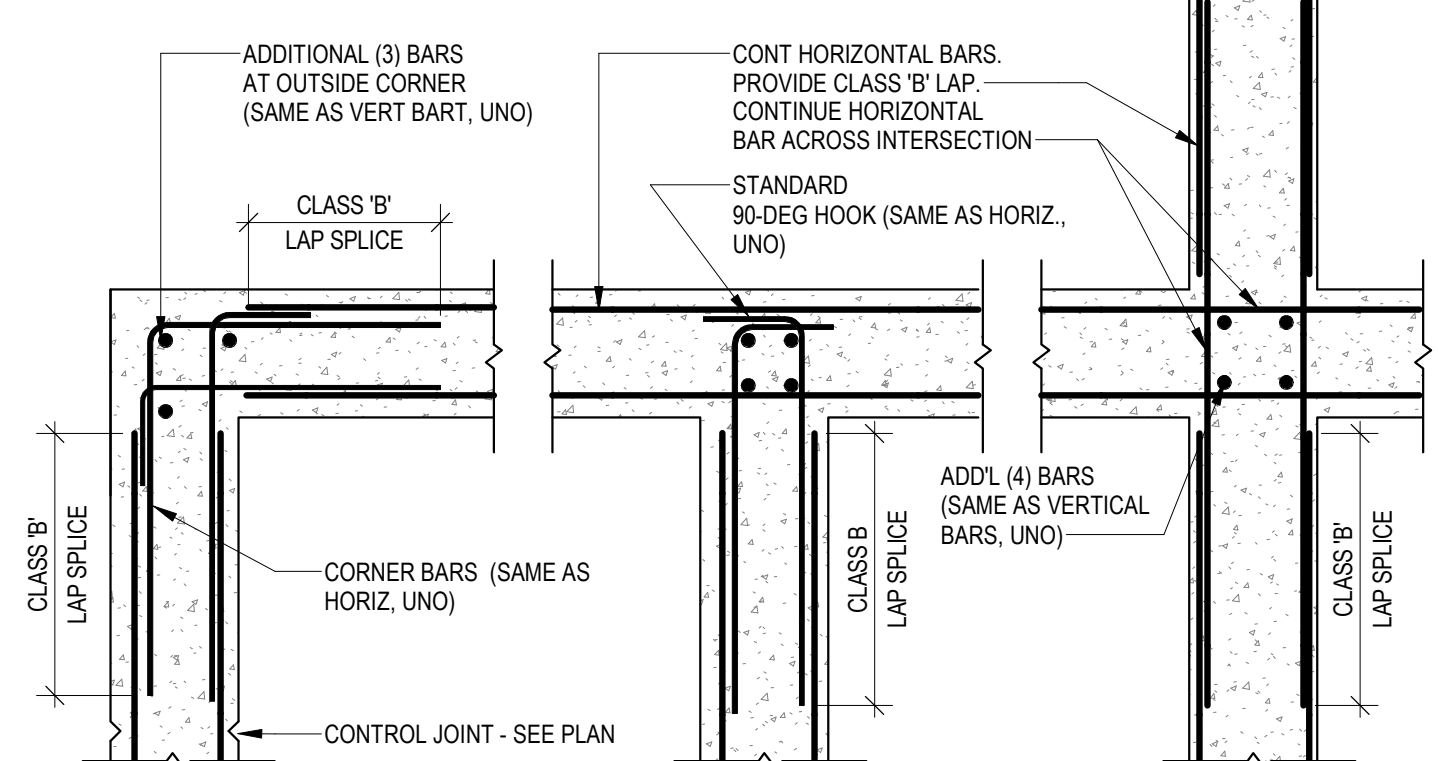 ADDITIONAL (3) BARS
AT OUTSIDE CORNER
(SAME AS VERT BART, UNO)
CONT HORIZONTAL BARS.
PROVIDE CLASS 'B' LAP.
CONTINUE HORIZONTAL
BAR ACROSS INTERSECTION
STANDARD
90-DEG HOOK (SAME AS HORIZ.,
UNO)
CLASS 'B'
LAP SPLICE
CLASS 'B'
LAP SPLICE
CORNER BARS (SAME AS
HORIZ, UNO)
CONTROL JOINT - SEE PLAN
CLASS B
LAP SPLICE
ADD'L (4) BARS
(SAME AS VERTICAL
BARS, UNO)
CLASS 'B'
LAP SPLICE